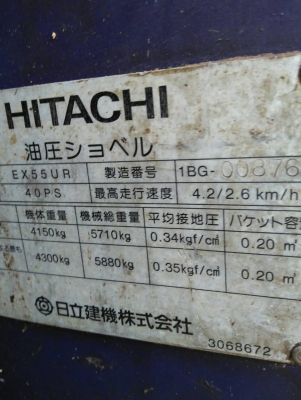 HITACHI
油圧ショベル
EX55UR 製造番号 1BG-00876
40PS 最高走行速度 4.2/2.6 km/h
機体重量 機械総重量 平均接地圧 バケット容
4150kg 5710kg 0.34kgf/cm² 0.20 m³
4300kg 5880kg 0.35kgf/cm² 0.20 m³
日立建機株式会社
3068672